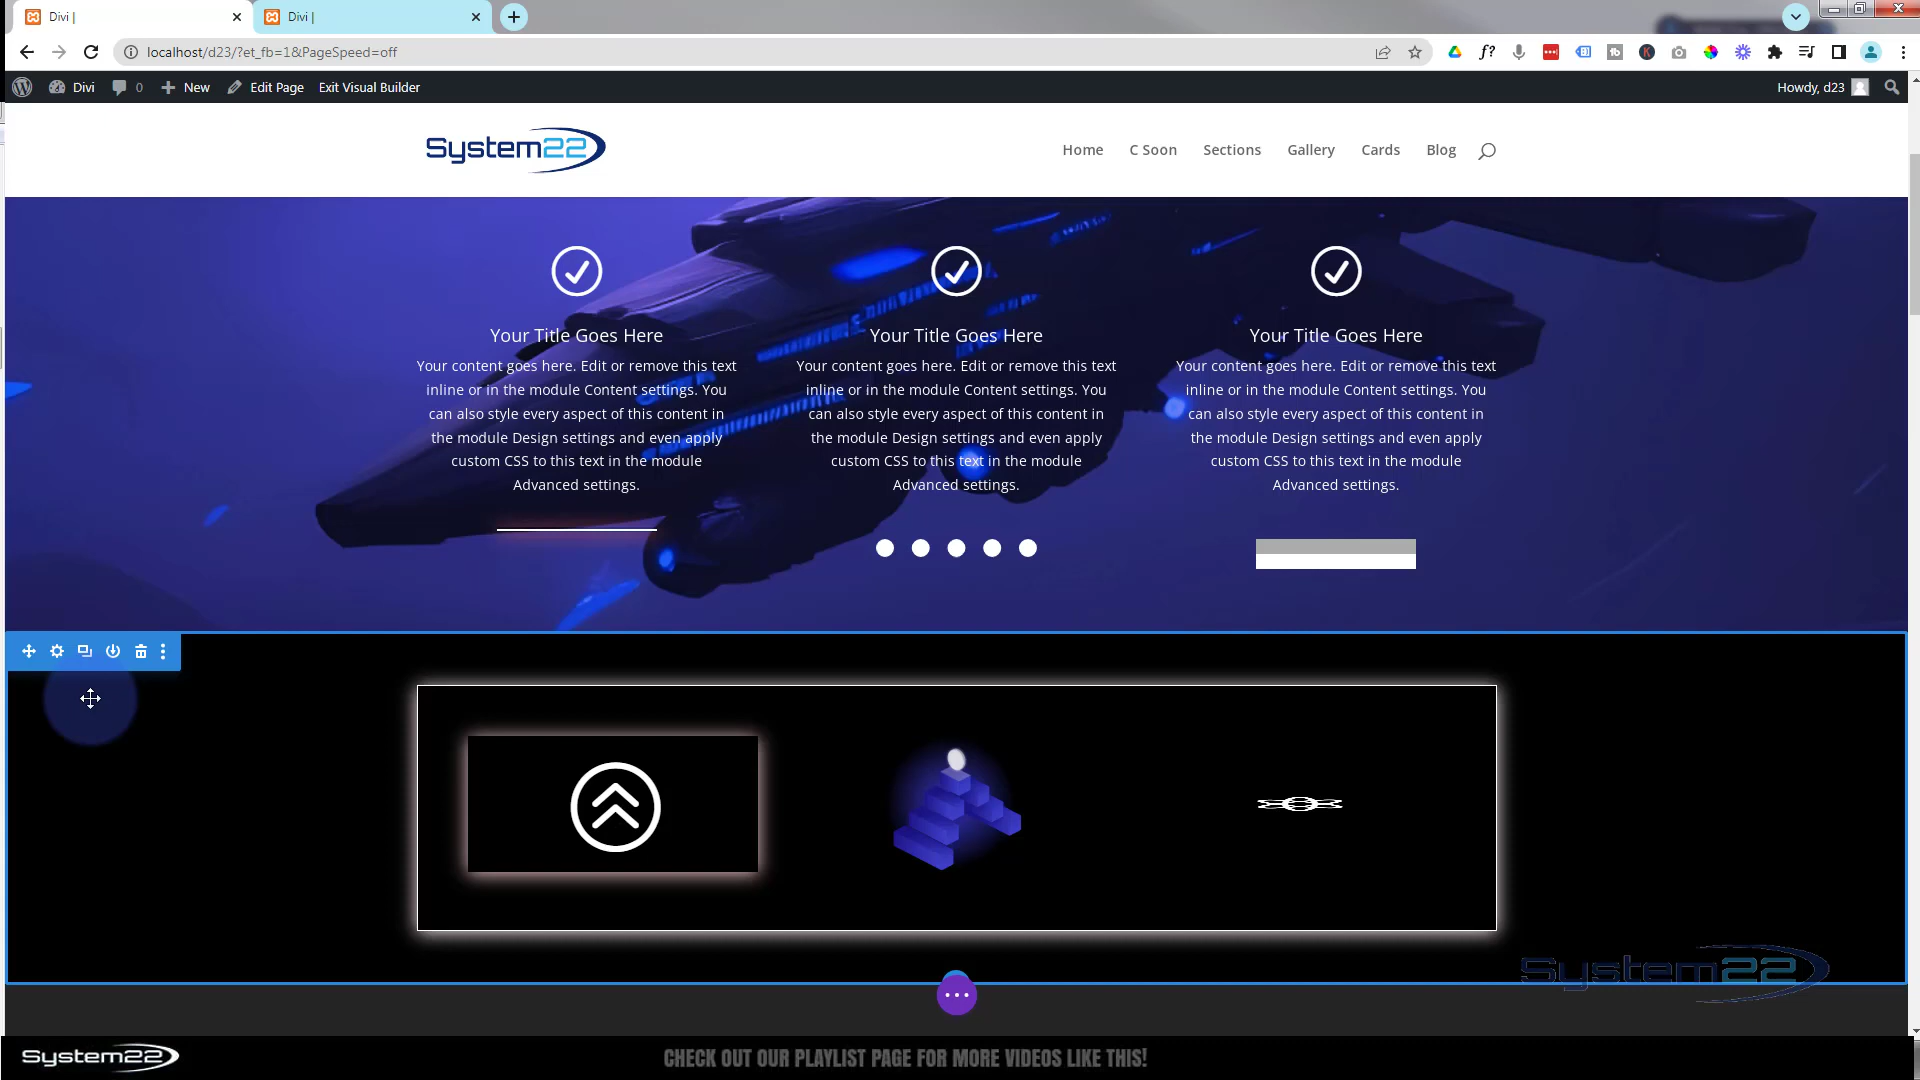 Divi |
Divi |
localhost/d23/?et_fb=1&PageSpeed=off
f?
Divi
0
New
Edit Page
Exit Visual Builder
Howdy, d23
System22
Home
C Soon
Sections
Gallery
Cards
Blog
Your Title Goes Here
Your content goes here. Edit or remove this text
inline or in the module Content settings. You
can also style every aspect of this content in
the module Design settings and even apply
custom CSS to this text in the module
Advanced settings.
Your Title Goes Here
Your content goes here. Edit or remove this text
inline or in the module Content settings. You
can also style every aspect of this content in
the module Design settings and even apply
custom CSS to this text in the module
Advanced settings.
Your Title Goes Here
Your content goes here. Edit or remove this text
inline or in the module Content settings. You
can also style every aspect of this content in
the module Design settings and even apply
custom CSS to this text in the module
Advanced settings.
System22
System22
CHECK OUT OUR PLAYLIST PAGE FOR MORE VIDEOS LIKE THIS!